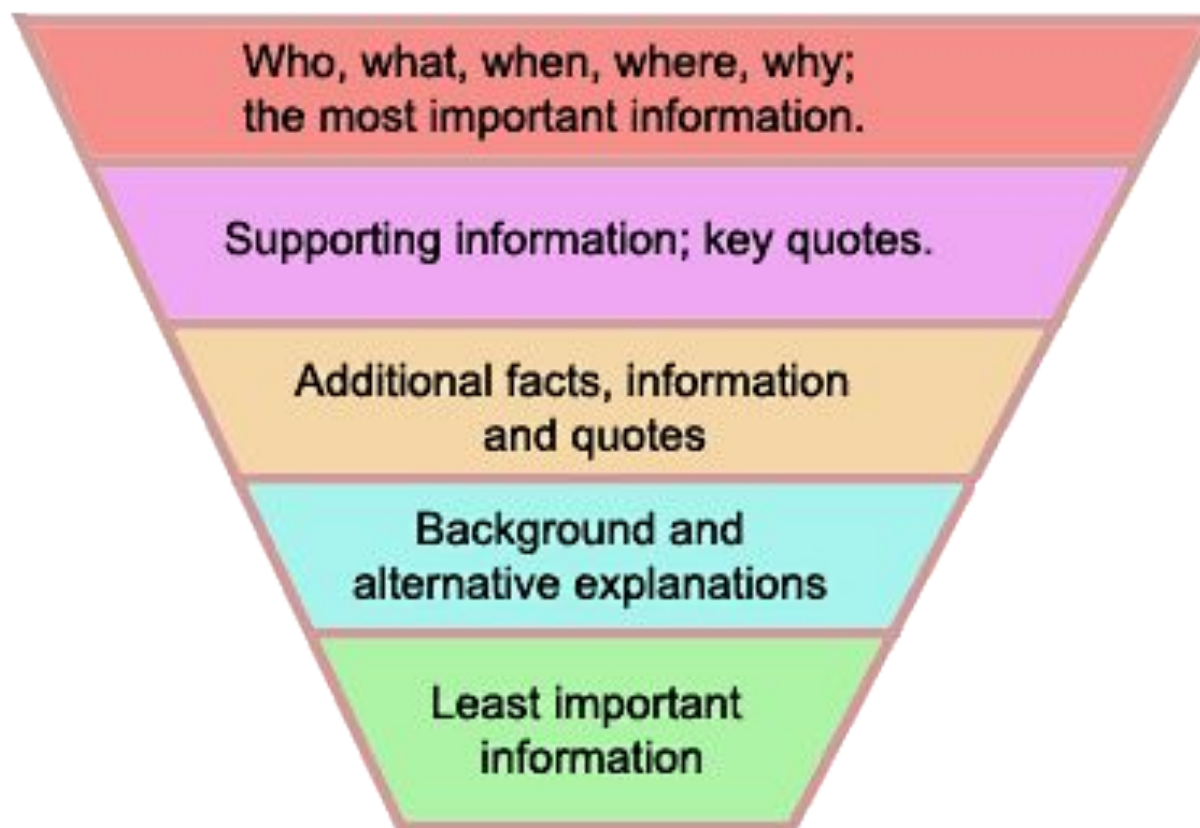 Who, what, when, where, why;
the most important information.
Supporting information; key quotes.
Additional facts, information
and quotes
Background and
alternative explanations
Least important
information